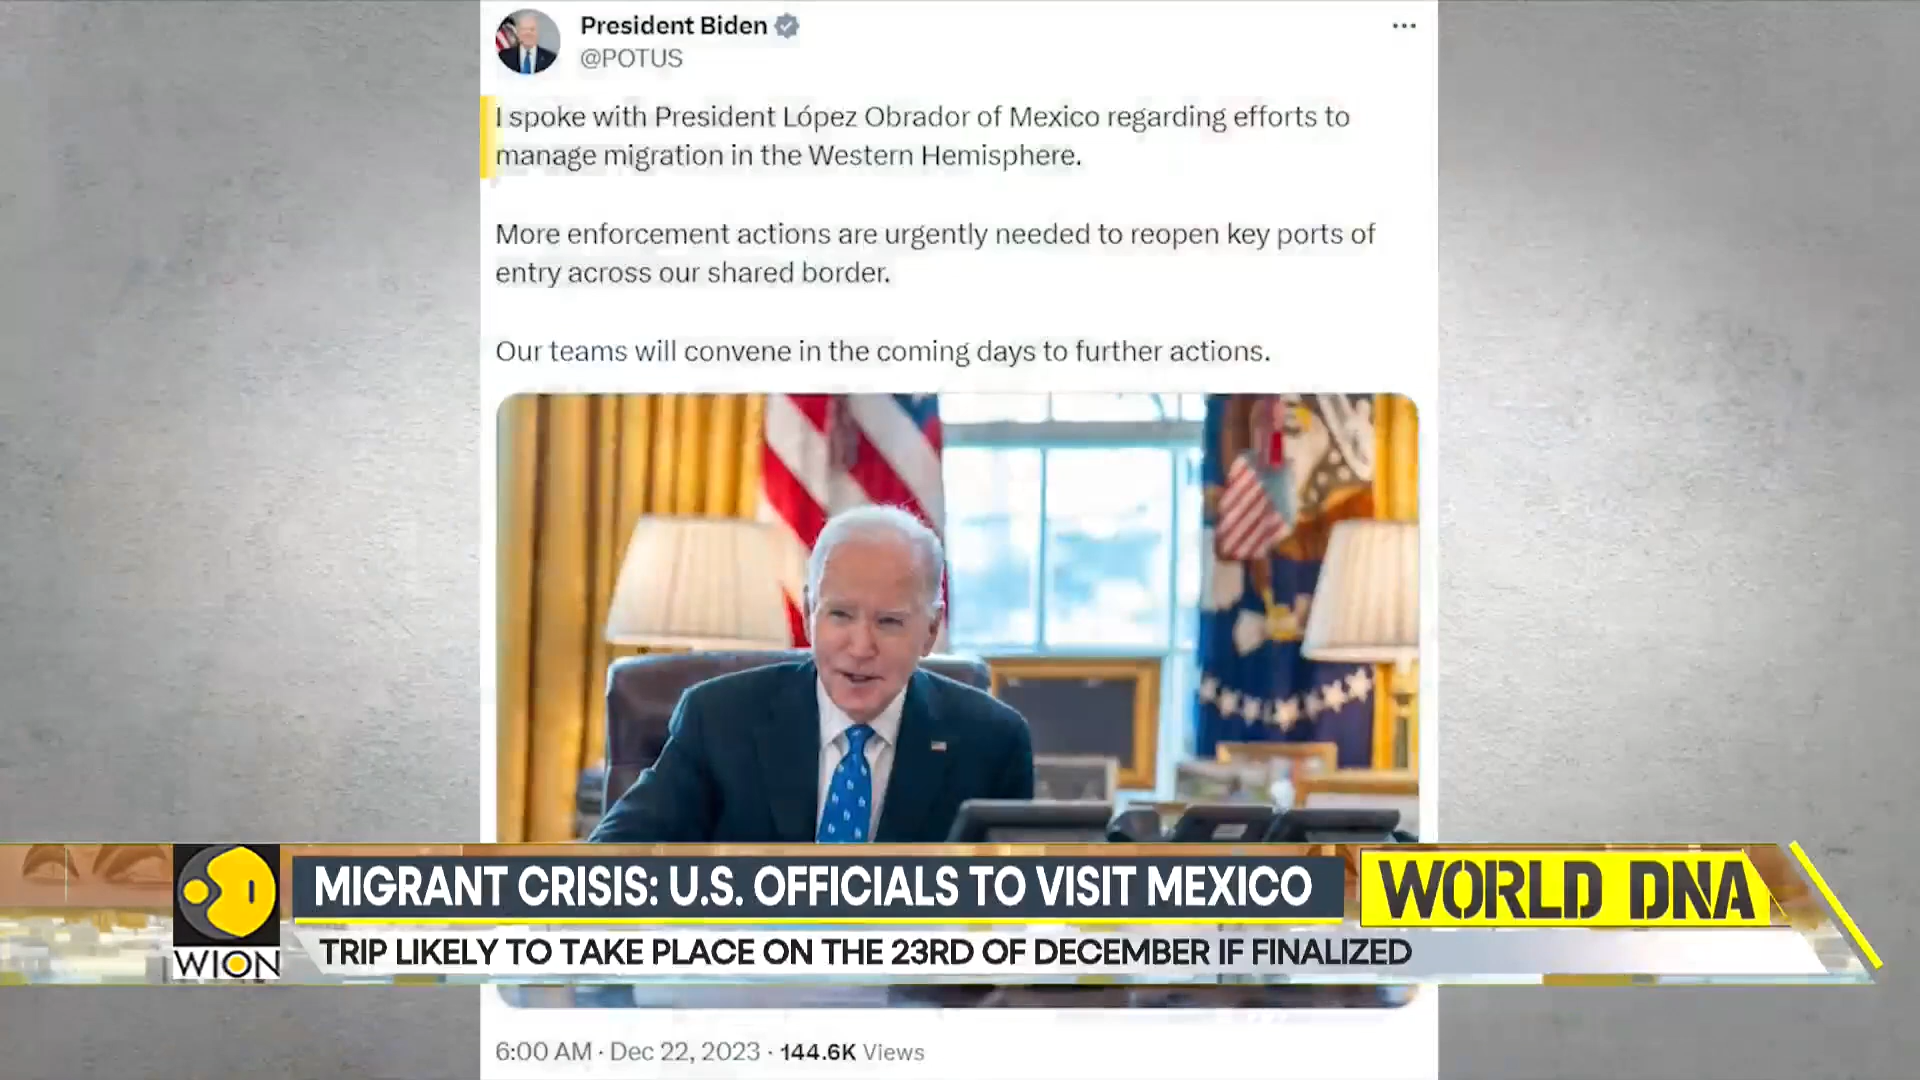 President Biden
@POTUS
I spoke with President López Obrador of Mexico regarding efforts to
manage migration in the Western Hemisphere.
More enforcement actions are urgently needed to reopen key ports of
entry across our shared border.
Our teams will convene in the coming days to further actions.
MIGRANT CRISIS: U.S. OFFICIALS TO VISIT MEXICO
WORLD DNA
WION
TRIP LIKELY TO TAKE PLACE ON THE 23RD OF DECEMBER IF FINALIZED
6:00 AM · Dec 22, 2023 · 144.6K Views